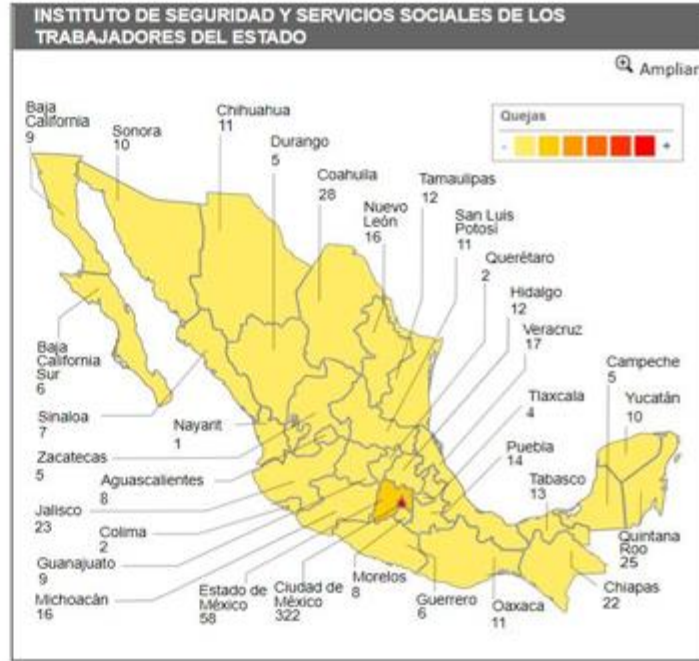 INSTITUTO DE SEGURIDAD Y SERVICIOS SOCIALES DE LOS
TRABAJADORES DEL ESTADO
Ampliar
Quejas
- +
Baja
California
9
Sonora
10
Chihuahua
11
Durango
5
Coahuila
28
Nuevo
León
16
Tamaulipas
12
San Luis
Potosí
11
Querétaro
2
Hidalgo
12
Veracruz
17
Campeche
5
Yucatán
10
Tlaxcala
4
Puebla
14
Tabasco
13
Baja
California
Sur
6
Sinaloa
7
Nayarit
1
Zacatecas
5
Aguascalientes
8
Jalisco
23
Colima
2
Guanajuato
9
Michoacán
16
Estado de
México
58
Ciudad de
México
322
Morelos
8
Guerrero
6
Oaxaca
11
Chiapas
22
Quintana
Roo
25